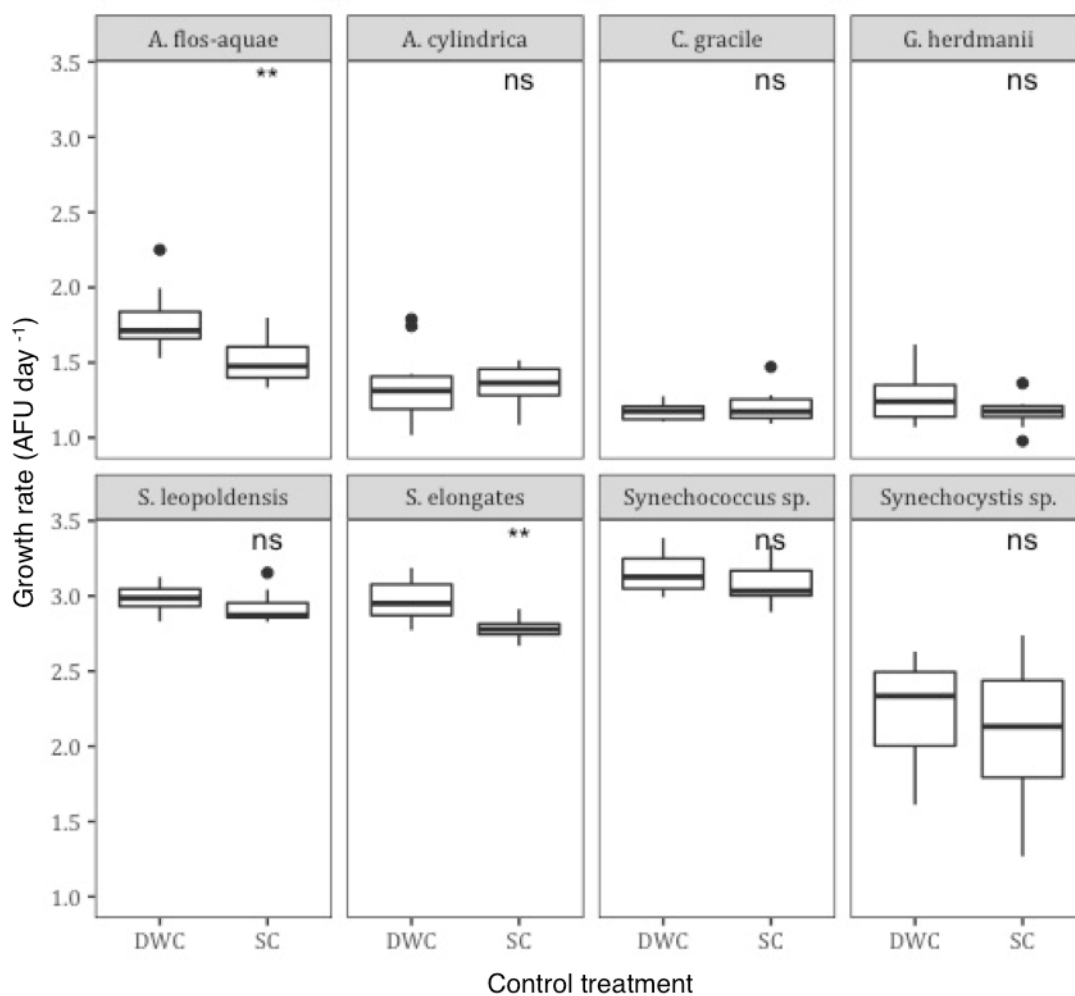 A. flos-aquae A. cylindrica C. gracile G. herdmanii
** ns ns ns
3.5
3.0
2.5
2.0
1.5
1.0
S. leopoldensis S. elongates Synechococcus sp. Synechocystis sp.
ns ** ns ns
3.5
3.0
2.5
2.0
1.5
1.0
Growth rate (AFU day -1)
DWC SC DWC SC DWC SC DWC SC
Control treatment